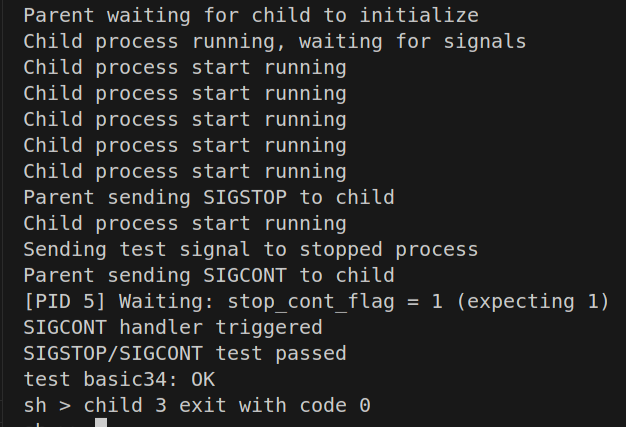 Parent waiting for child to initialize
Child process running, waiting for signals
Child process start running
Child process start running
Child process start running
Child process start running
Child process start running
Parent sending SIGSTOP to child
Child process start running
Sending test signal to stopped process
Parent sending SIGCONT to child
[PID 5] Waiting: stop_cont_flag = 1 (expecting 1)
SIGCONT handler triggered
SIGSTOP/SIGCONT test passed
test basic34: OK
sh > child 3 exit with code 0